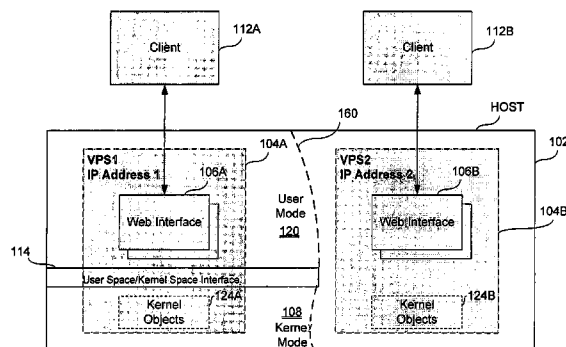 112A
Client
112B
Client
HOST
160
102
VPS1
IP Address 1
104A
106A
Web Interface
User
Mode
120
VPS2
IP Address 2
106B
Web Interface
104B
114
User Space/Kernel Space Interface
124A
Kernel
Objects
108
Kernel
Mode
124B
Kernel
Objects